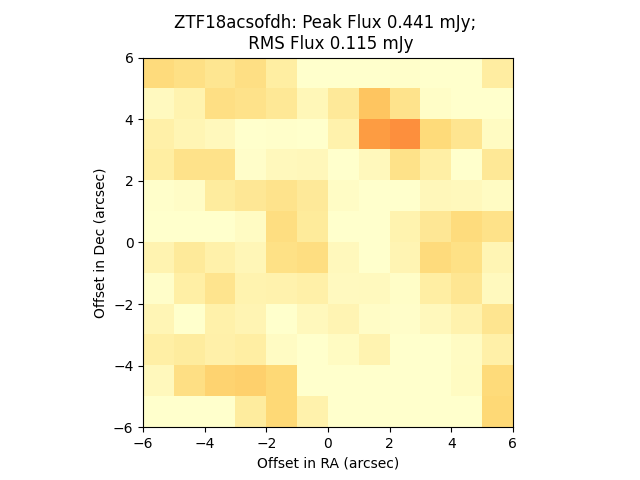 ZTF18acsofdh: Peak Flux 0.441 mJy;
RMS Flux 0.115 mJy
6
4
2
0
−2
−4
−6
Offset in Dec (arcsec)
−6 −4 −2 0 2 4 6
Offset in RA (arcsec)